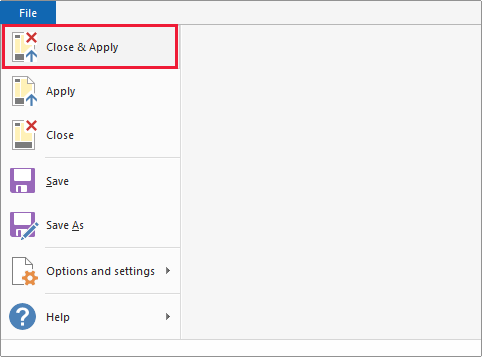 File
Close & Apply
Apply
Close
Save
Save As
Options and settings
Help